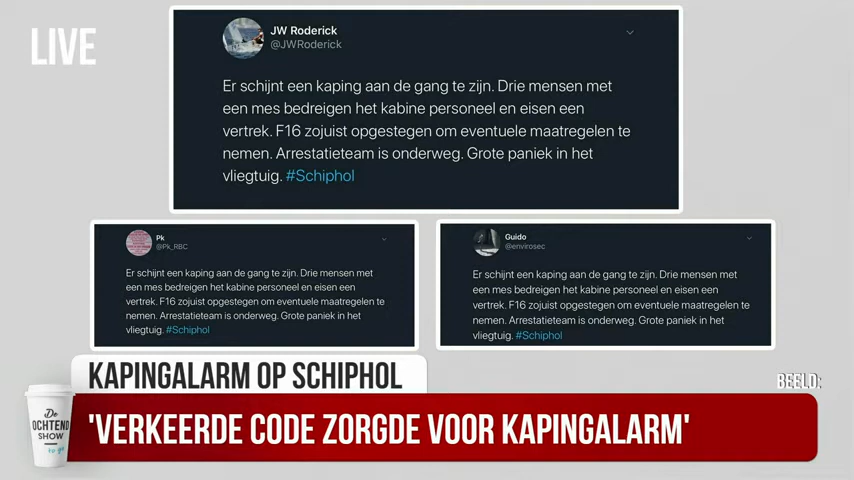 LIVE
JW Roderick
@JWRoderick
Er schijnt een kaping aan de gang te zijn. Drie mensen met
een mes bedreigen het kabine personeel en eisen een
vertrek. F16 zojuist opgestegen om eventuele maatregelen te
nemen. Arrestatieteam is onderweg. Grote paniek in het
vliegtuig. #Schiphol
Pk
@Pk_RBC
Er schijnt een kaping aan de gang te zijn. Drie mensen met
een mes bedreigen het kabine personeel en eisen een
vertrek. F16 zojuist opgestegen om eventuele maatregelen te
nemen. Arrestatieteam is onderweg. Grote paniek in het
vliegtuig. #Schiphol
Guido
@envirosec
Er schijnt een kaping aan de gang te zijn. Drie mensen met
een mes bedreigen het kabine personeel en eisen een
vertrek. F16 zojuist opgestegen om eventuele maatregelen te
nemen. Arrestatieteam is onderweg. Grote paniek in het
vliegtuig. #Schiphol
KAPINGALARM OP SCHIPHOL
BEELD:
De
OCHTEND
SHOW
to go
'VERKEERDE CODE ZORGDE VOOR KAPINGALARM'